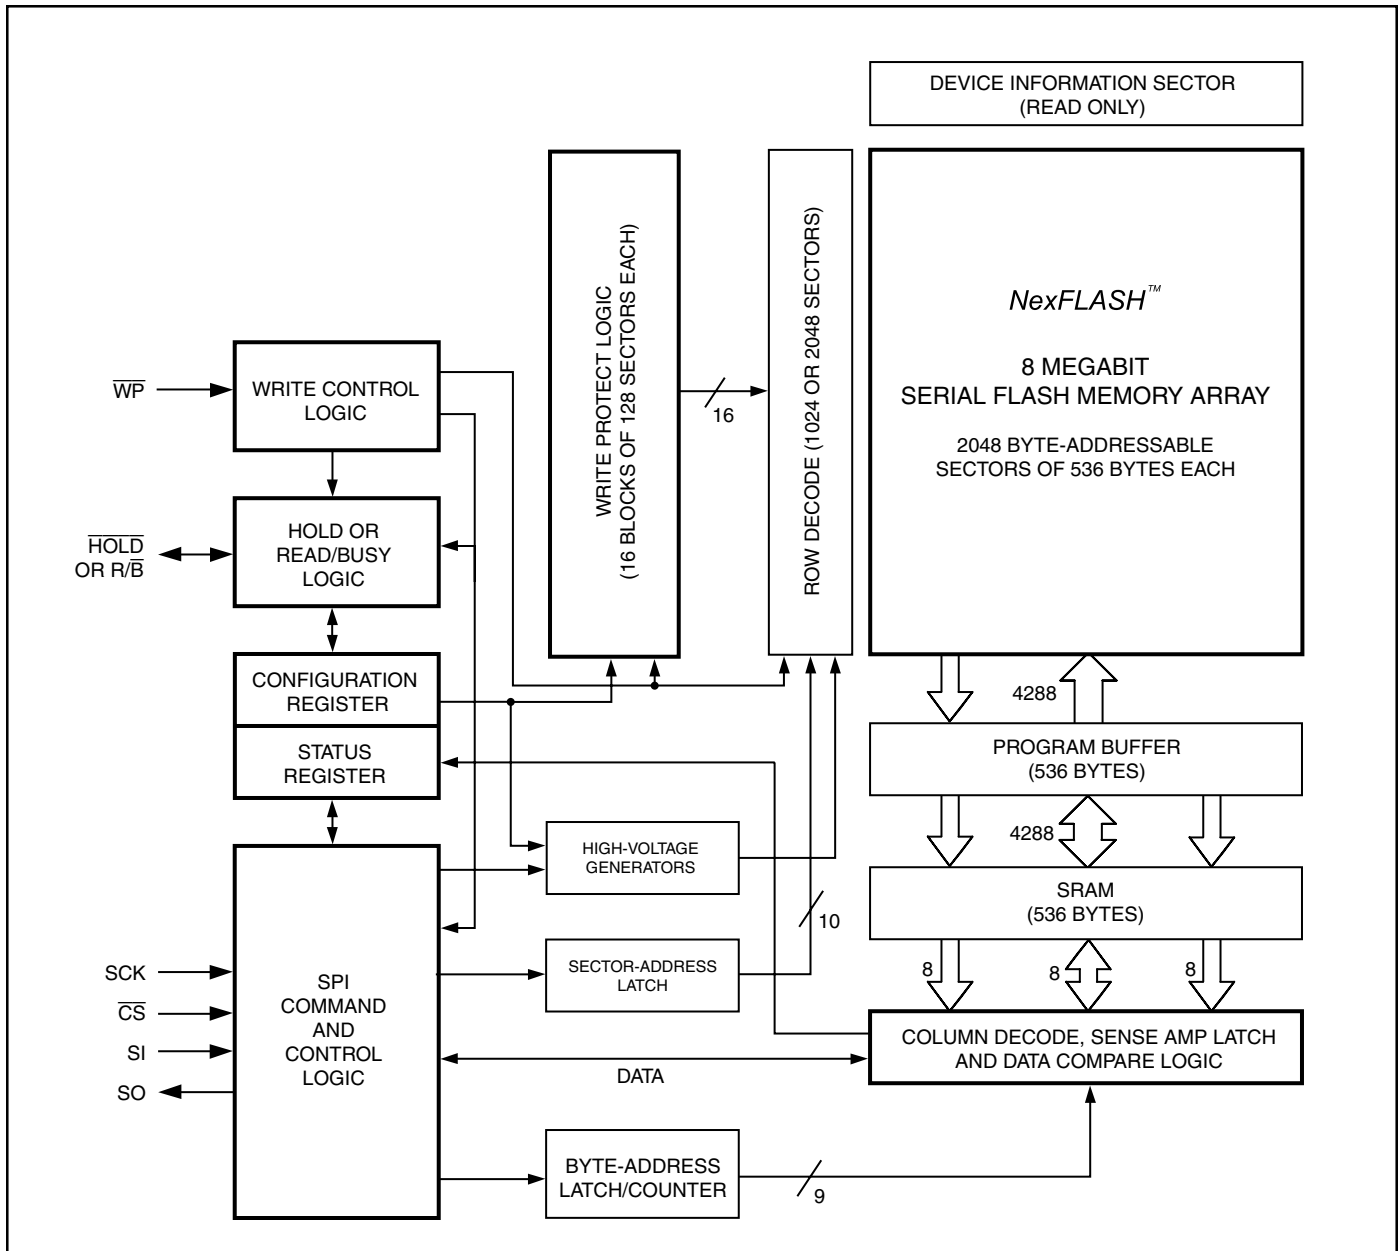 DEVICE INFORMATION SECTOR
(READ ONLY)
WRITE PROTECT LOGIC
(16 BLOCKS OF 128 SECTORS EACH)
16
ROW DECODE (1024 OR 2048 SECTORS)
NexFLASH™
8 MEGABIT
SERIAL FLASH MEMORY ARRAY
2048 BYTE-ADDRESSABLE
SECTORS OF 536 BYTES EACH
W̅P̅
WRITE CONTROL
LOGIC
H̅O̅L̅D̅
OR R/B̅
HOLD OR
READ/BUSY
LOGIC
CONFIGURATION
REGISTER
STATUS
REGISTER
4288
PROGRAM BUFFER
(536 BYTES)
4288
HIGH-VOLTAGE
GENERATORS
SRAM
(536 BYTES)
10
SECTOR-ADDRESS
LATCH
8
8
8
SCK
C̅S̅
SI
SO
SPI
COMMAND
AND
CONTROL
LOGIC
DATA
COLUMN DECODE, SENSE AMP LATCH
AND DATA COMPARE LOGIC
BYTE-ADDRESS
LATCH/COUNTER
9